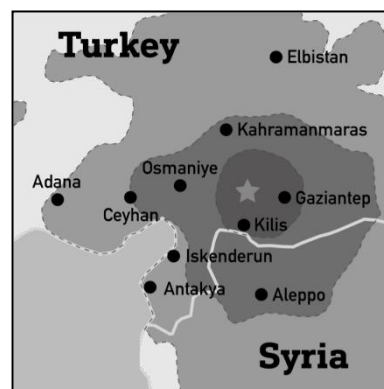 Turkey
Elbistan
Kahramanmaras
Osmaniye
Adana
Gaziantep
Ceyhan
Kilis
Iskenderun
Antakya
Aleppo
Syria